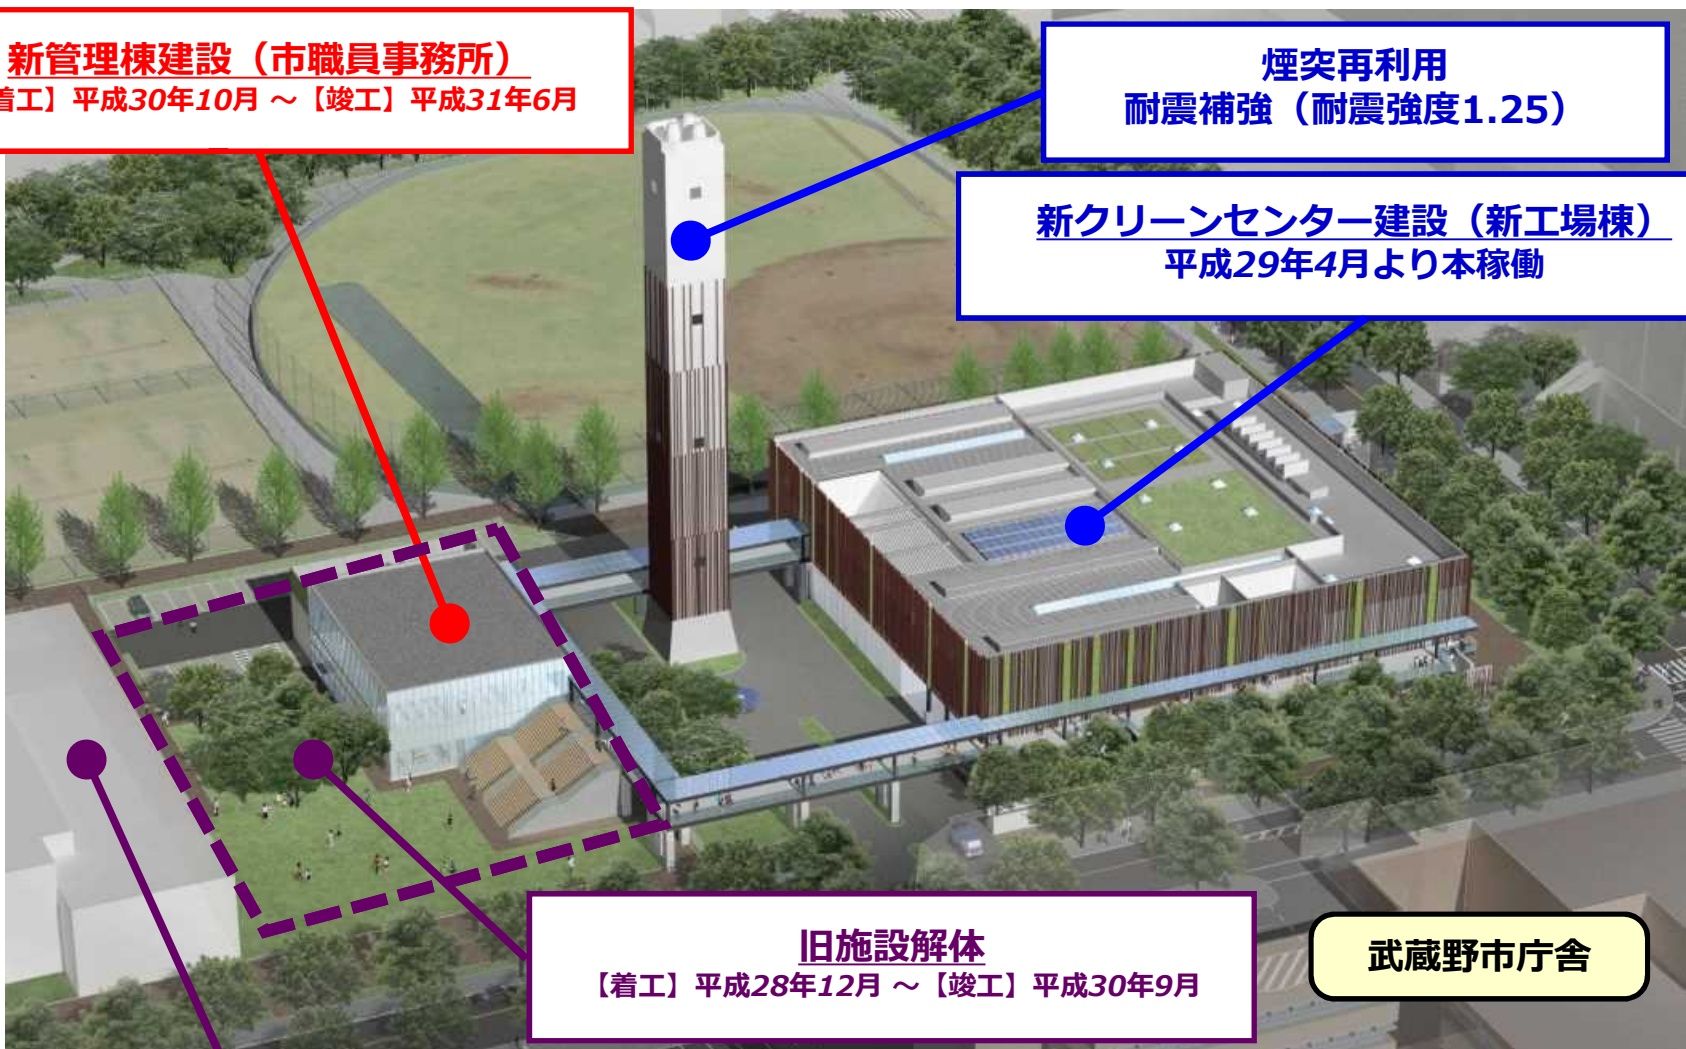 新管理棟建設（市職員事務所）
着工】平成30年10月 ～【竣工】平成31年6月
煙突再利用
耐震補強（耐震強度1.25）
新クリーンセンター建設（新工場棟）
平成29年4月より本稼働
旧施設解体
【着工】平成28年12月 ～【竣工】平成30年9月
武蔵野市庁舎